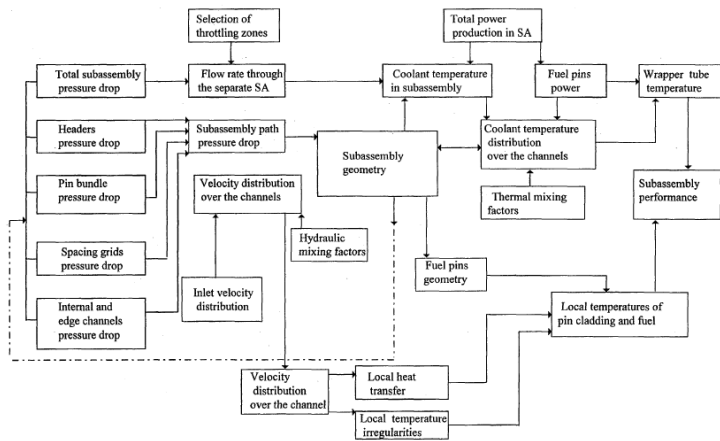 Selection of
throttling zones
Total power
production in SA
Total subassembly
pressure drop
Flow rate through
the separate SA
Coolant temperature
in subassembly
Fuel pins
power
Wrapper tube
temperature
Headers
pressure drop
Subassembly path
pressure drop
Subassembly
geometry
Coolant temperature
distribution
over the channels
Pin bundle
pressure drop
Velocity distribution
over the channels
Thermal mixing
factors
Subassembly
performance
Hydraulic
mixing factors
Spacing grids
pressure drop
Inlet velocity
distribution
Fuel pins
geometry
Internal and
edge channels
pressure drop
Local temperatures of
pin cladding and fuel
Velocity
distribution
over the channel
Local heat
transfer
Local temperature
irregularities